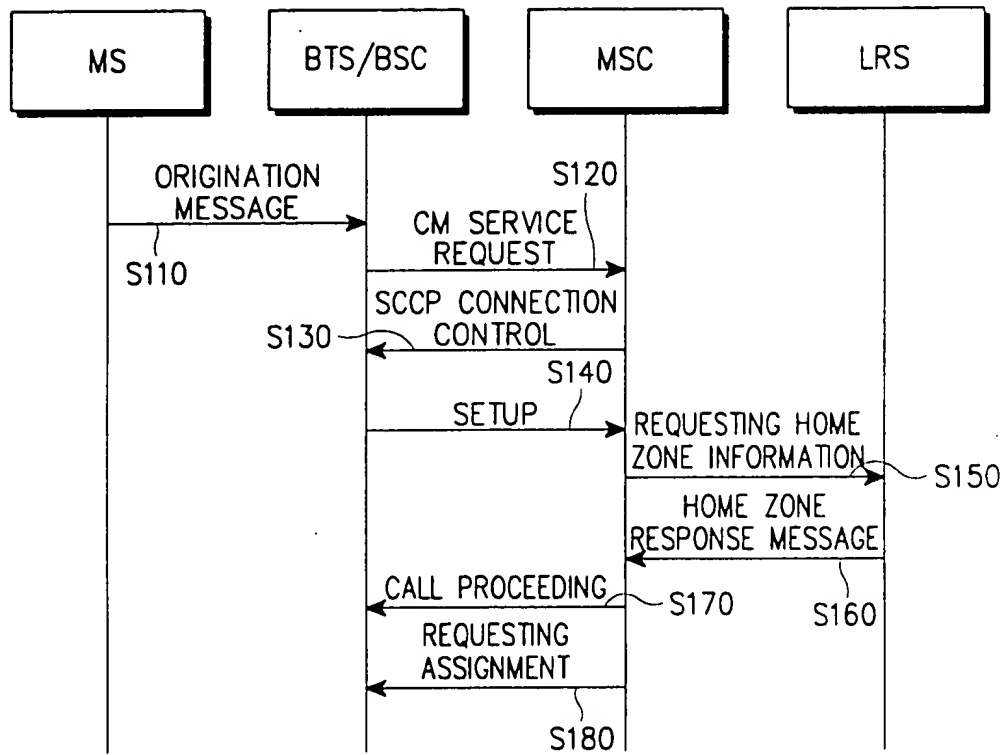 MS
BTS/BSC
MSC
LRS
ORIGINATION
MESSAGE
S110
S120
CM SERVICE
REQUEST
SCCP CONNECTION
CONTROL
S130
S140
SETUP
REQUESTING HOME
ZONE INFORMATION
S150
HOME ZONE
RESPONSE MESSAGE
S160
CALL PROCEEDING
S170
REQUESTING
ASSIGNMENT
S180